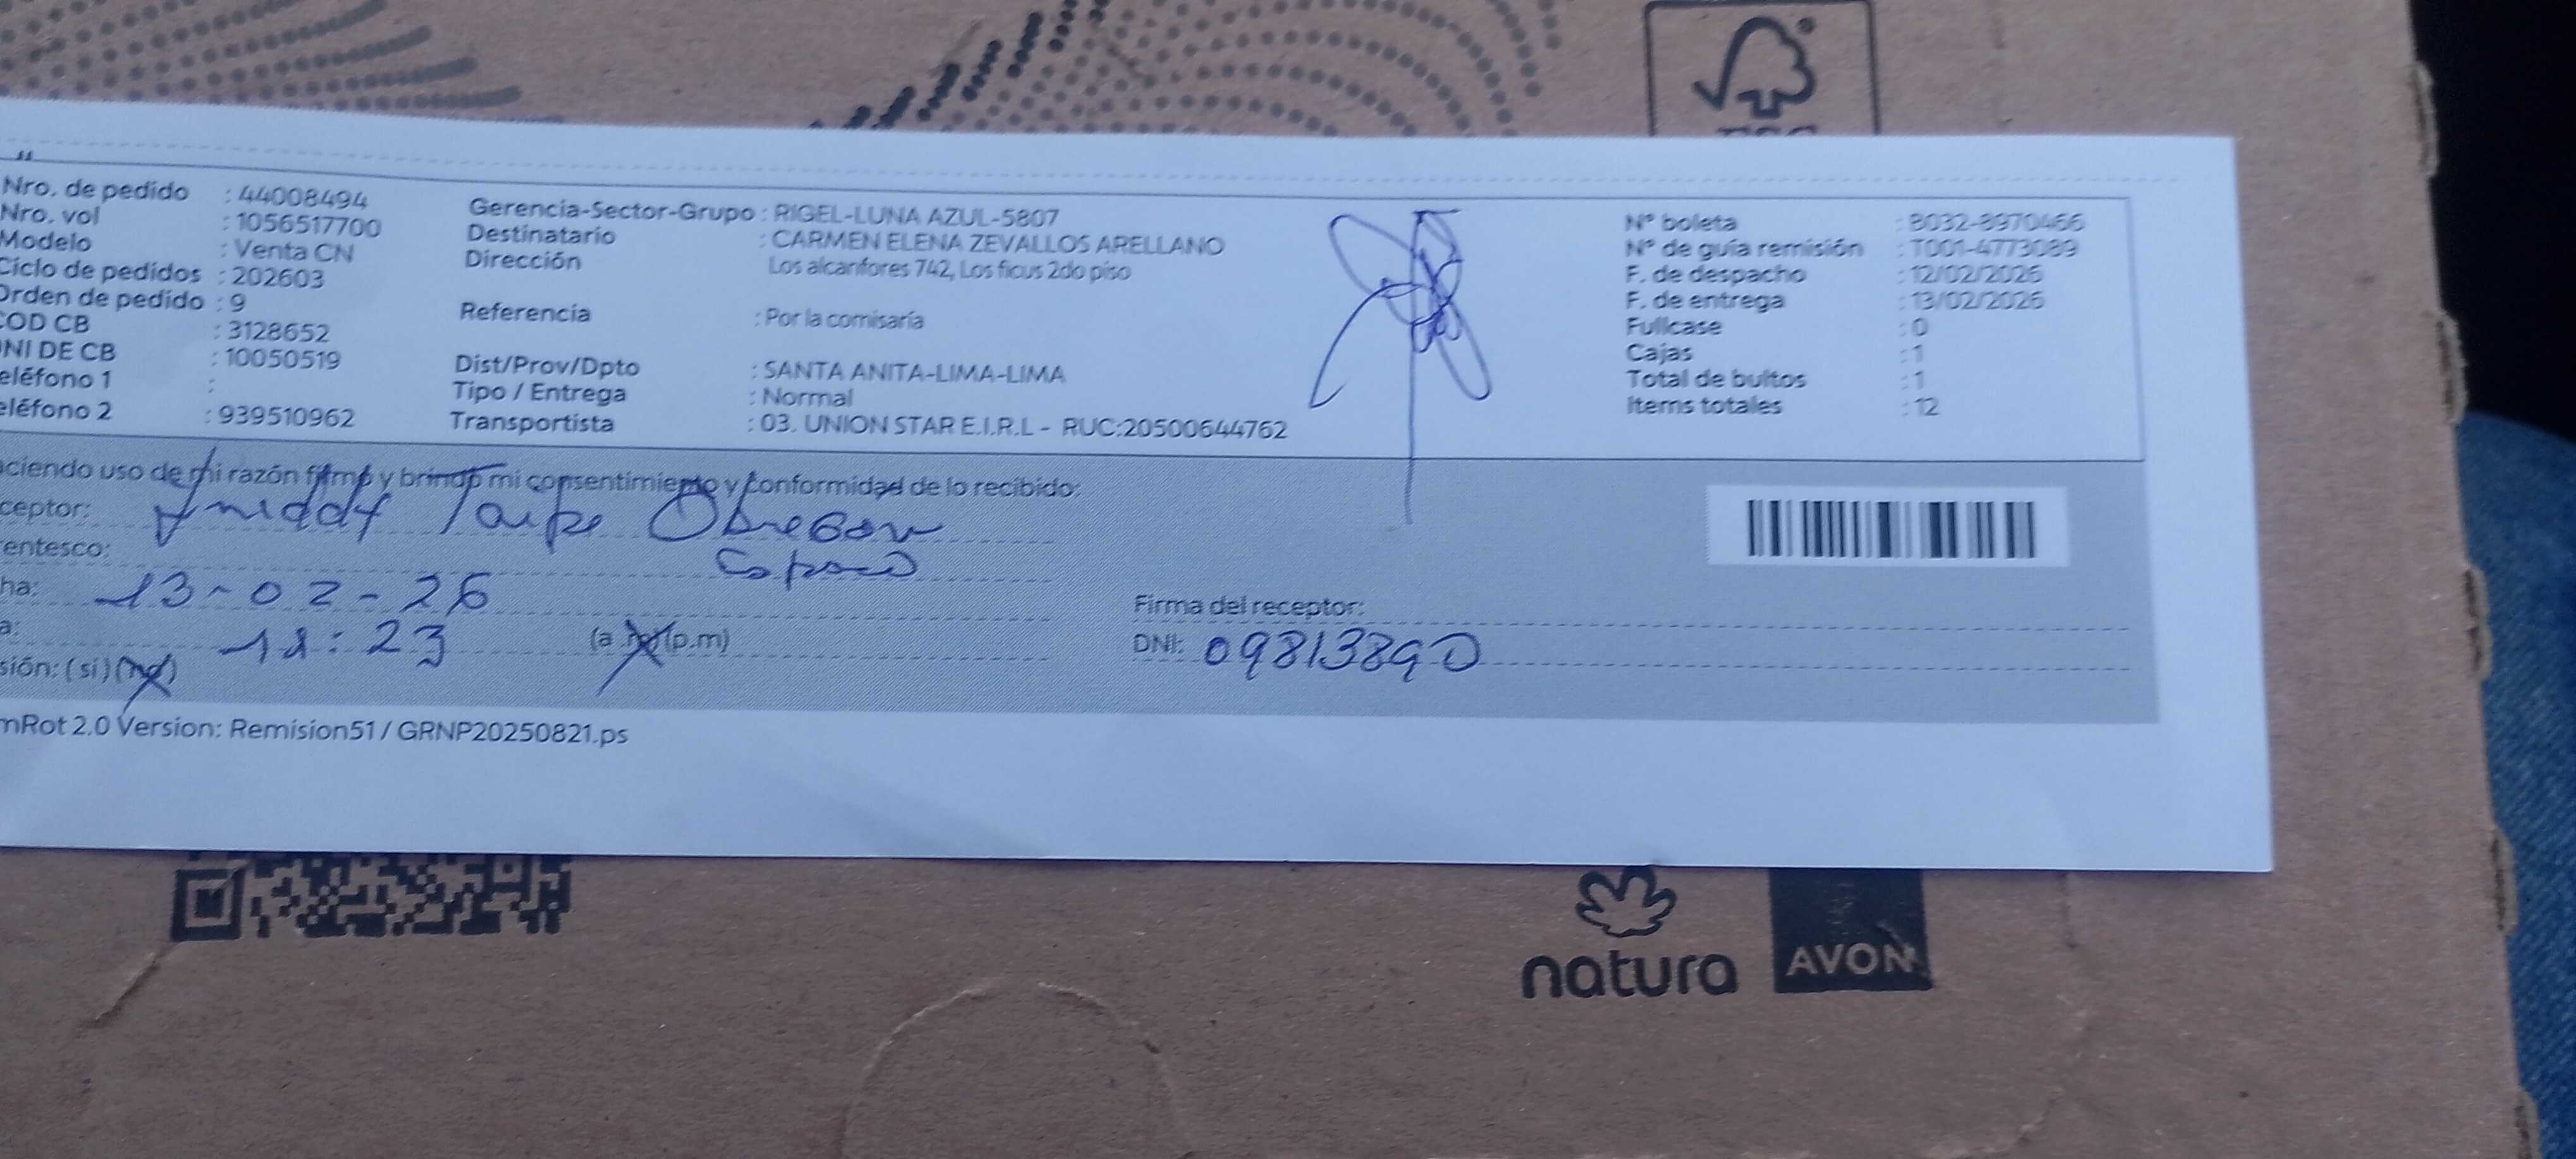 Nro. de pedido : 44008494
Nro. vol : 1056517700
Modelo : Venta CN
Ciclo de pedidos : 202603
Orden de pedido : 9
COD CB : 3128652
NI DE CB : 10050519
eléfono 1 :
eléfono 2 : 939510962
Gerencia-Sector-Grupo : RIGEL-LUNA AZUL-5807
Destinatario : CARMEN ELENA ZEVALLOS ARELLANO
Dirección Los alcanfores 742, Los ficus 2do piso
Referencia : Por la comisaría
Dist/Prov/Dpto : SANTA ANITA-LIMA-LIMA
Tipo / Entrega : Normal
Transportista : 03. UNION STAR E.I.R.L - RUC:20500644762
N° boleta : B032-8970466
N° de guía remisión : T001-4773089
F. de despacho : 12/02/2026
F. de entrega : 13/02/2026
Fullcase : 0
Cajas : 1
Total de bultos : 1
Items totales : 12
ciendo uso de mi razón firmo y brindo mi consentimiento y conformidad de lo recibido:
ceptor: Taipe Obregon
entesco: Esposo
ha: 13-02-26
a: 11:23 (a.m)(p.m)
sión: (si) (no)
Firma del receptor:
DNI: 09813890
mRot 2.0 Version: Remision51 / GRNP20250821.ps
natura
AVON